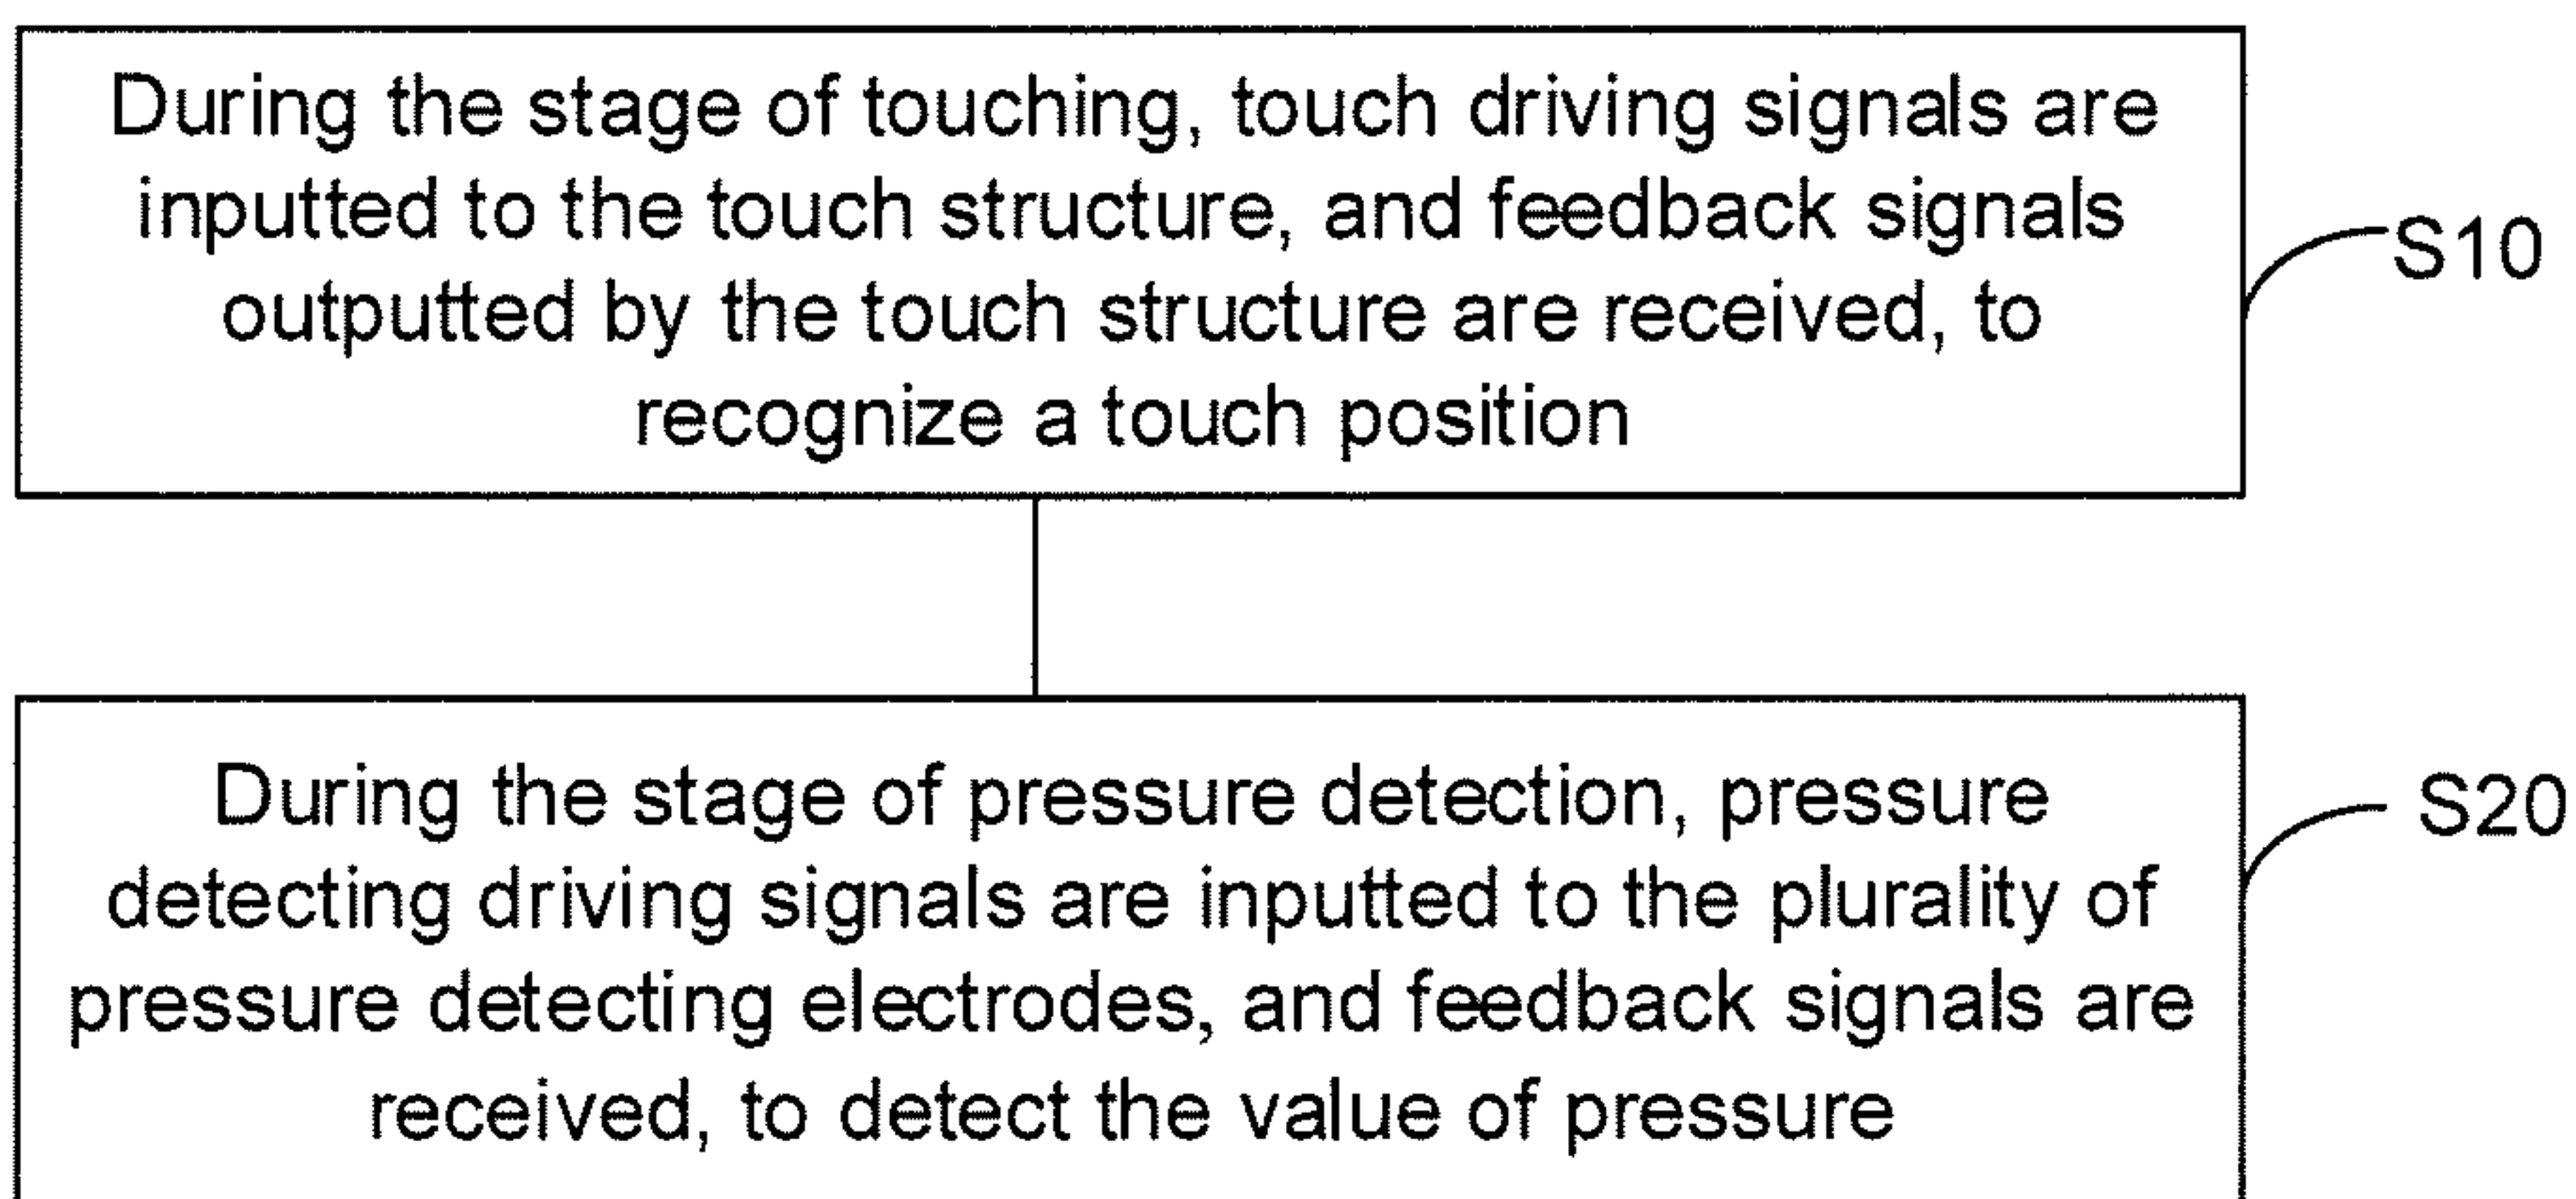 During the stage of touching, touch driving signals are
inputted to the touch structure, and feedback signals
outputted by the touch structure are received, to
recognize a touch position
S10
During the stage of pressure detection, pressure
detecting driving signals are inputted to the plurality of
pressure detecting electrodes, and feedback signals are
received, to detect the value of pressure
S20